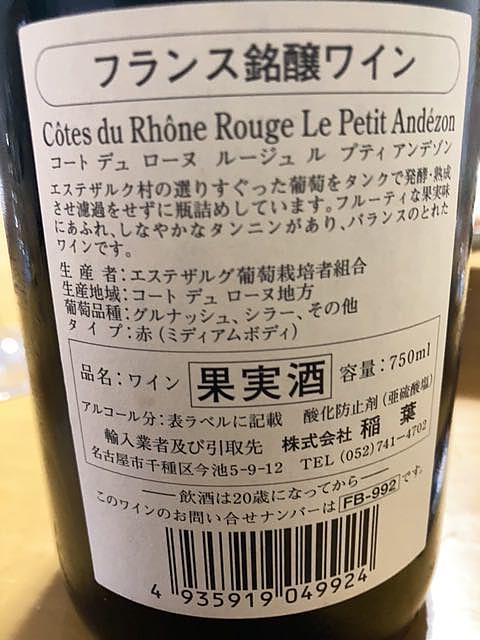 フランス銘醸ワイン
Côtes du Rhône Rouge Le Petit Andézon
コート デュ ローヌ ルージュ ル プティ アンデゾン
エステザルク村の選りすぐった葡萄をタンクで発酵・熟成
させ濾過をせずに瓶詰めしています。フルーティな果実味
にあふれ、しなやかなタンニンがあり、バランスのとれた
ワインです。
生 産 者：エステザルグ葡萄栽培者組合
生産地域：コート デュ ローヌ地方
葡萄品種：グルナッシュ、シラー、その他
タ イ プ：赤（ミディアムボディ）
品名：ワイン 果実酒 容量：750ml
アルコール分：表ラベルに記載 酸化防止剤（亜硫酸塩）
輸入業者及び引取先 株式会社 稲 葉
名古屋市千種区今池5-9-12 TEL（052）741-4702
飲酒は20歳になってから
このワインのお問い合せナンバーは FB-992 です。
4 935919 049924